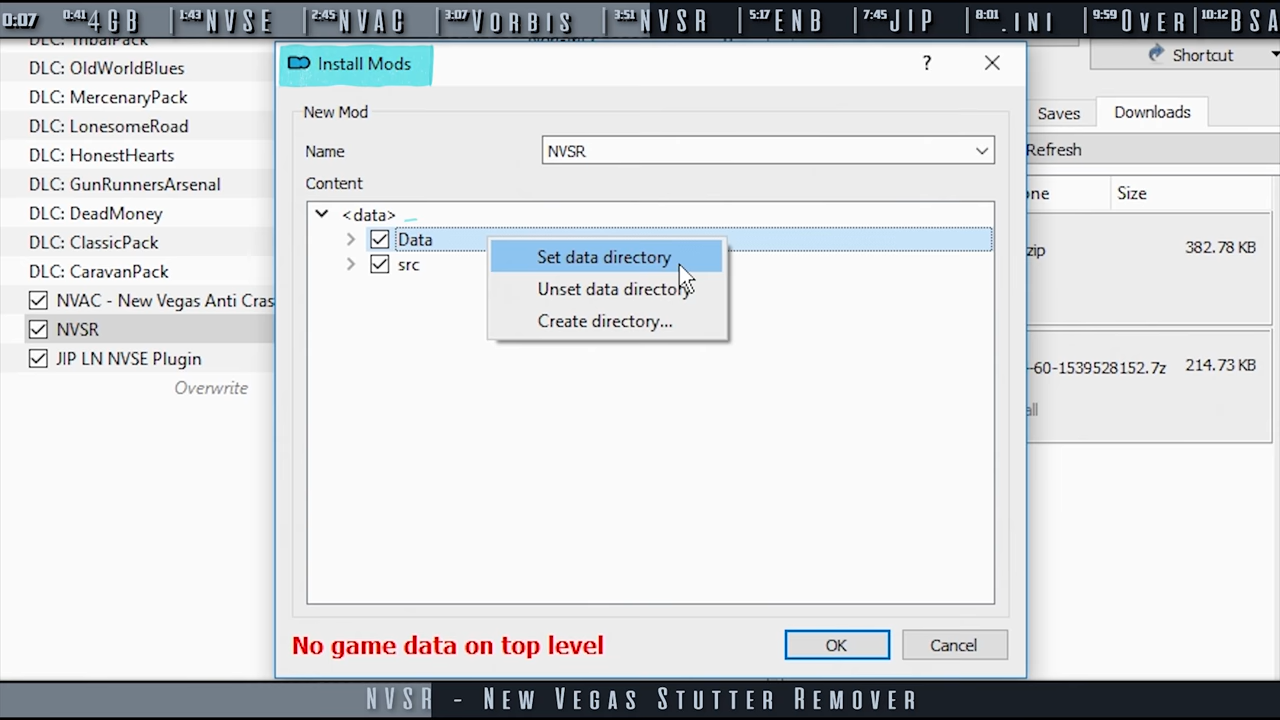 0:07 0:41 4GB 1:43 NVSE 2:45 NVAC 3:07 Vorbis 3:51 NVSR 5:17 ENB 7:45 JIP 8:01 .ini 9:59 Over 10:12 BSA
DLC: TribalPack
DLC: OldWorldBlues
DLC: MercenaryPack
DLC: LonesomeRoad
DLC: HonestHearts
DLC: GunRunnersArsenal
DLC: DeadMoney
DLC: ClassicPack
DLC: CaravanPack
NVAC - New Vegas Anti Cras
NVSR
JIP LN NVSE Plugin
Overwrite
Install Mods
?
New Mod
Name
NVSR
Content
<data>
Data
src
Set data directory
Unset data directory
Create directory...
No game data on top level
OK
Cancel
Shortcut
Saves
Downloads
Refresh
Size
zip
382.78 KB
-60-1539528152.7z
214.73 KB
all
NVSR - New Vegas Stutter Remover